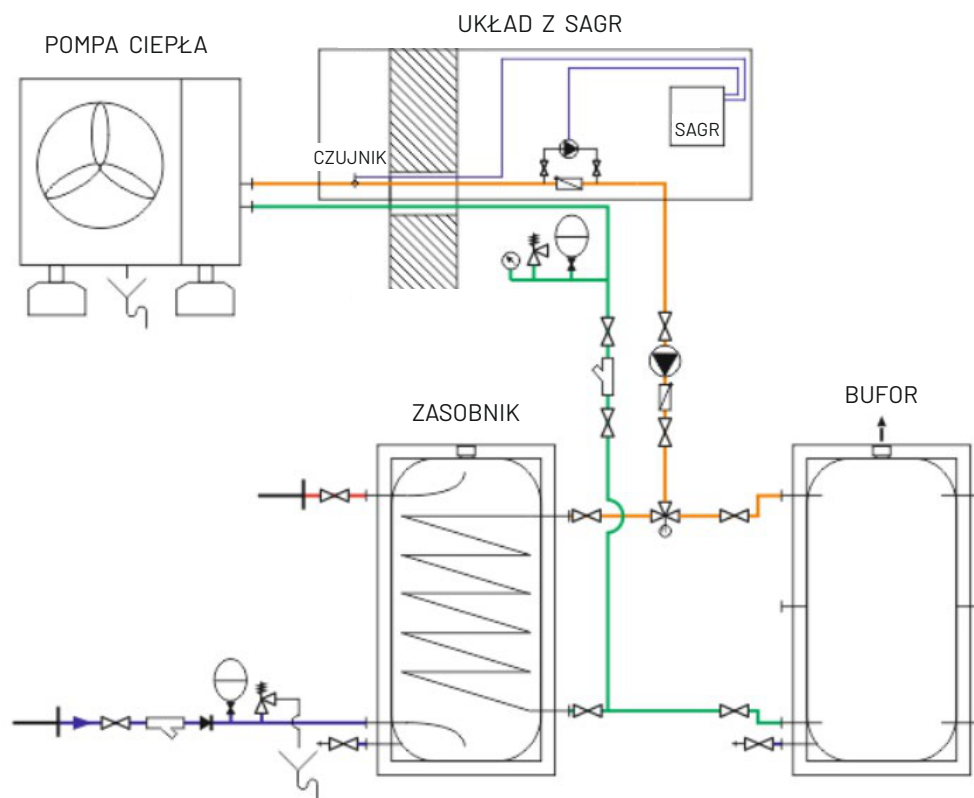 UKŁAD Z SAGR
POMPA CIEPŁA
SAGR
CZUJNIK
BUFOR
ZASOBNIK